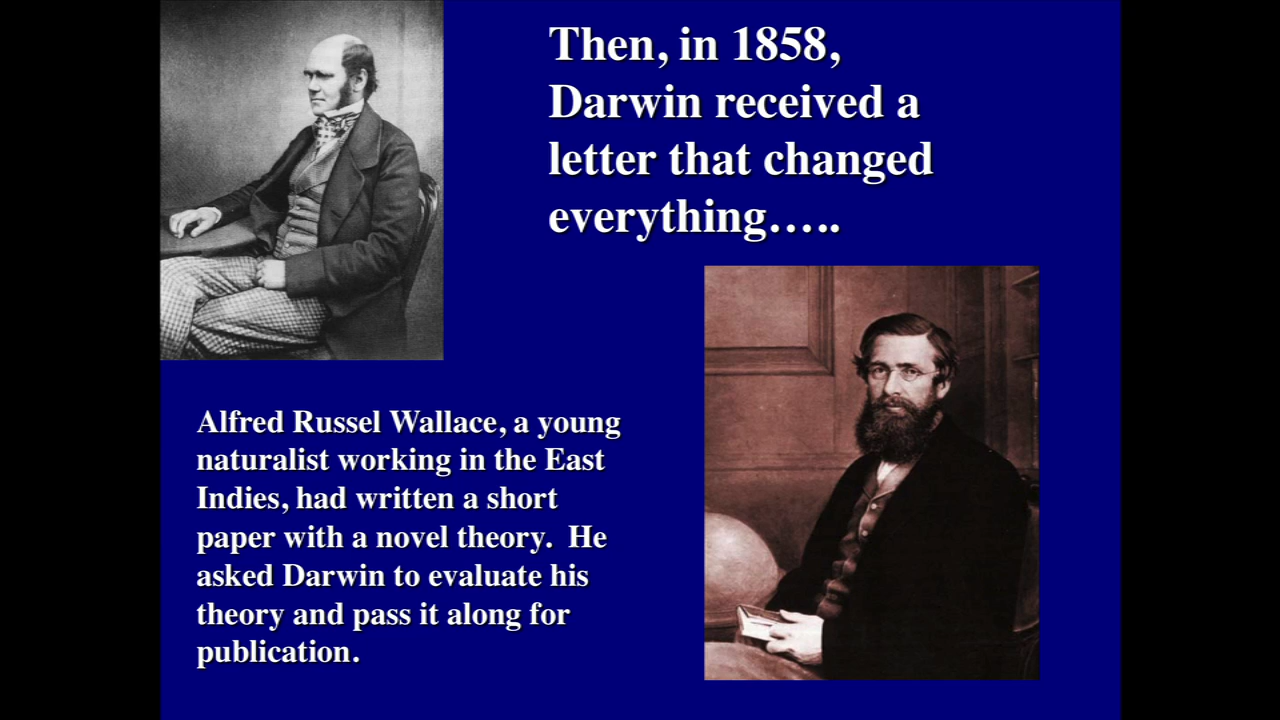 Then, in 1858,
Darwin received a
letter that changed
everything…..
Alfred Russel Wallace, a young
naturalist working in the East
Indies, had written a short
paper with a novel theory.  He
asked Darwin to evaluate his
theory and pass it along for
publication.